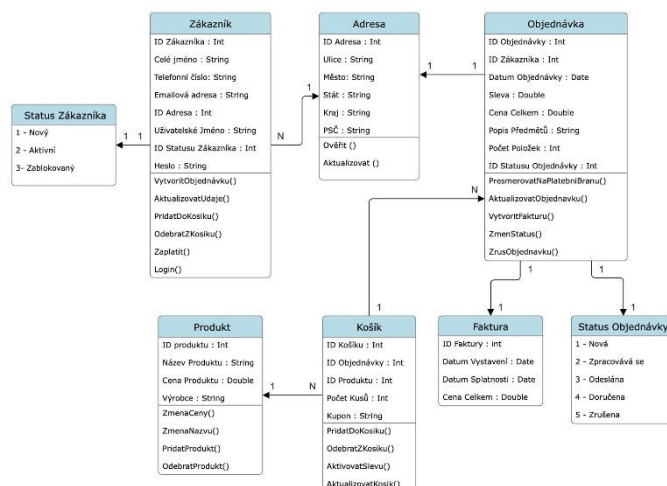 Zákazník
ID Zákazníka : Int
Celé jméno : String
Telefonní číslo: String
Emailová adresa : String
ID Adresa : Int
Uživatelské Jméno : String
ID Statusu Zákazníka : Int
Heslo : String
VytvoritObjednávku()
AktualizovatUdaje()
PridatDoKosiku()
OdebratZKosiku()
Zaplatit()
Login()
Adresa
ID Adresa : Int
Ulice : String
Město: String
Stát : String
Kraj : String
PSČ : String
Ověřit ()
Aktualizovat ()
Objednávka
ID Objednávky : Int
ID Zákazníka : Int
Datum Objednávky : Date
Sleva : Double
Cena Celkem : Double
Popis Předmětů : String
Počet Položek : Int
ID Statusu Objednávky : Int
PresmerovatNaPlatebniBranu()
AktualizovatObjednavku()
VytvoritFakturu()
ZmenStatus()
ZrusObjednavku()
Status Zákazníka
1 - Nový
2 - Aktivní
3- Zablokovaný
1 1
N
1
1
1
N
1
1
1
1
1
Produkt
ID produktu : Int
Název Produktu : String
Cena Produktu : Double
Výrobce : String
ZmenaCeny()
ZmenaNazvu()
PridatProdukt()
OdebratProdukt()
1
N
Košík
ID Košíku : Int
ID Objednávky : Int
ID Produktu : Int
Počet Kusů : Int
Kupon : String
PridatDoKosiku()
OdebratZKosiku()
AktivovatSlevu()
AktualizovatKosik()
Faktura
ID Faktury : int
Datum Vystavení : Date
Datum Splatnosti : Date
Cena Celkem : Double
Status Objednávky
1 - Nová
2 - Zpracovává se
3 - Odeslána
4 - Doručena
5 - Zrušena